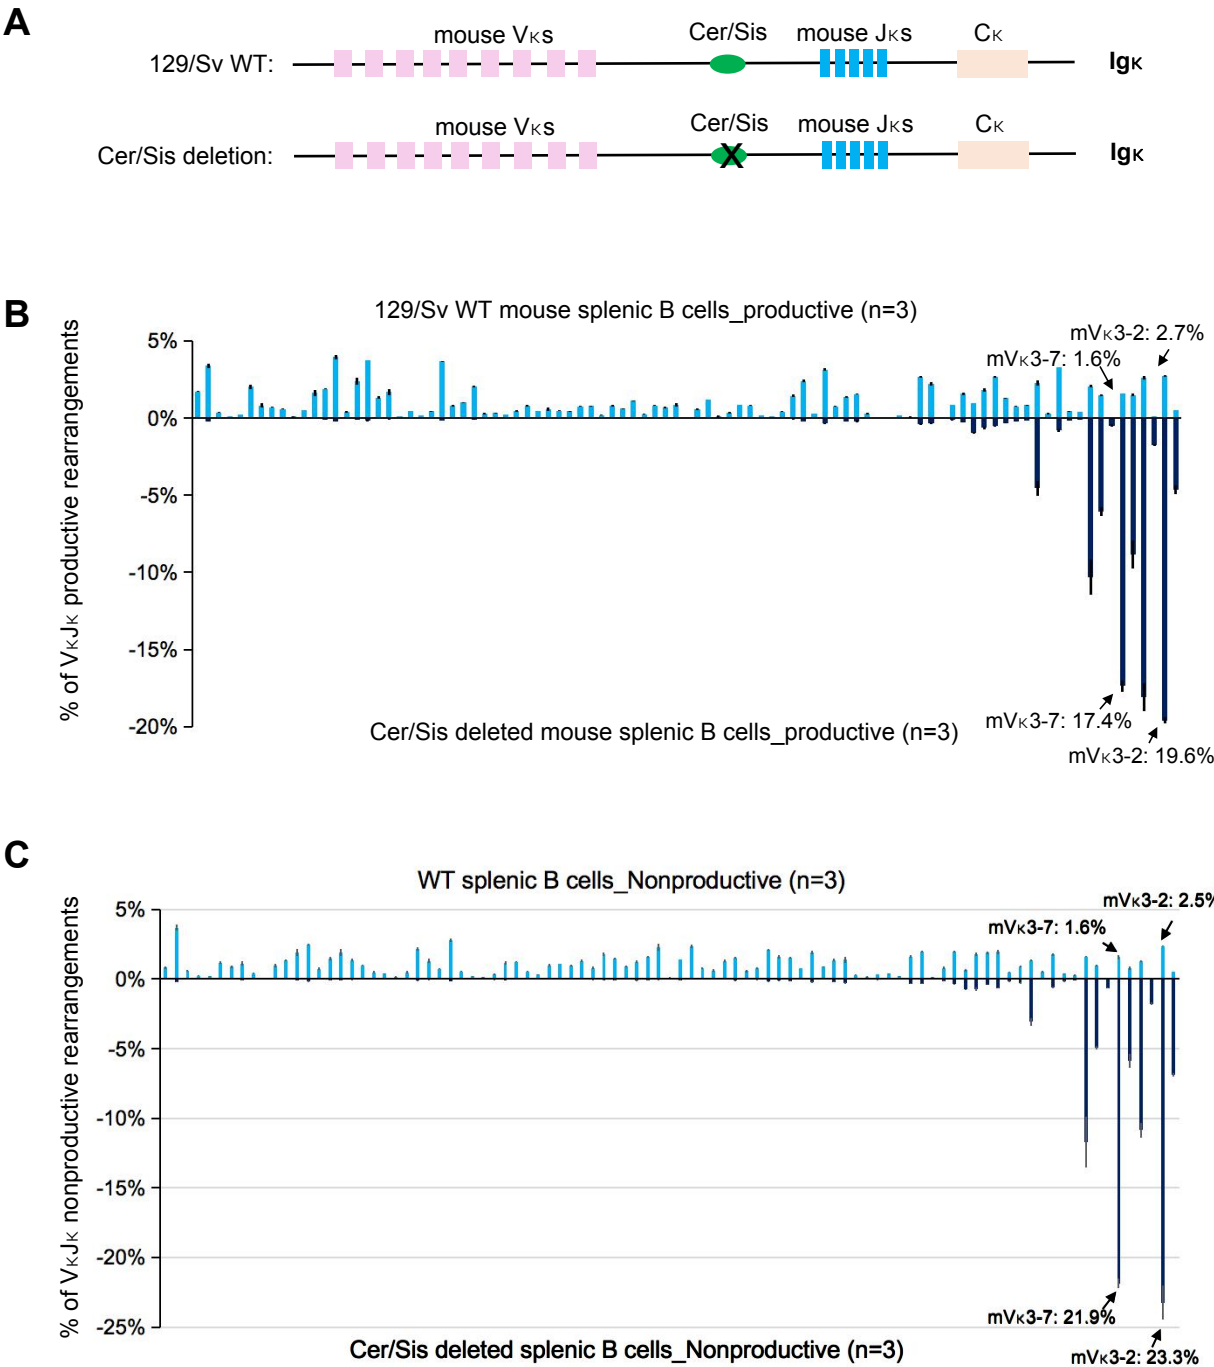 A
mouse Vκs
Cer/Sis
mouse Jκs
Cκ
129/Sv WT:
Igκ
mouse Vκs
Cer/Sis
mouse Jκs
Cκ
Cer/Sis deletion:
X
Igκ
B
129/Sv WT mouse splenic B cells_productive (n=3)
% of VκJκ productive rearrangements
5%
0%
-5%
-10%
-15%
-20%
mVκ3-2: 2.7%
mVκ3-7: 1.6%
mVκ3-7: 17.4%
mVκ3-2: 19.6%
Cer/Sis deleted mouse splenic B cells_productive (n=3)
C
WT splenic B cells_Nonproductive (n=3)
% of VκJκ nonproductive rearrangements
5%
0%
-5%
-10%
-15%
-20%
-25%
mVκ3-2: 2.5%
mVκ3-7: 1.6%
mVκ3-7: 21.9%
mVκ3-2: 23.3%
Cer/Sis deleted splenic B cells_Nonproductive (n=3)